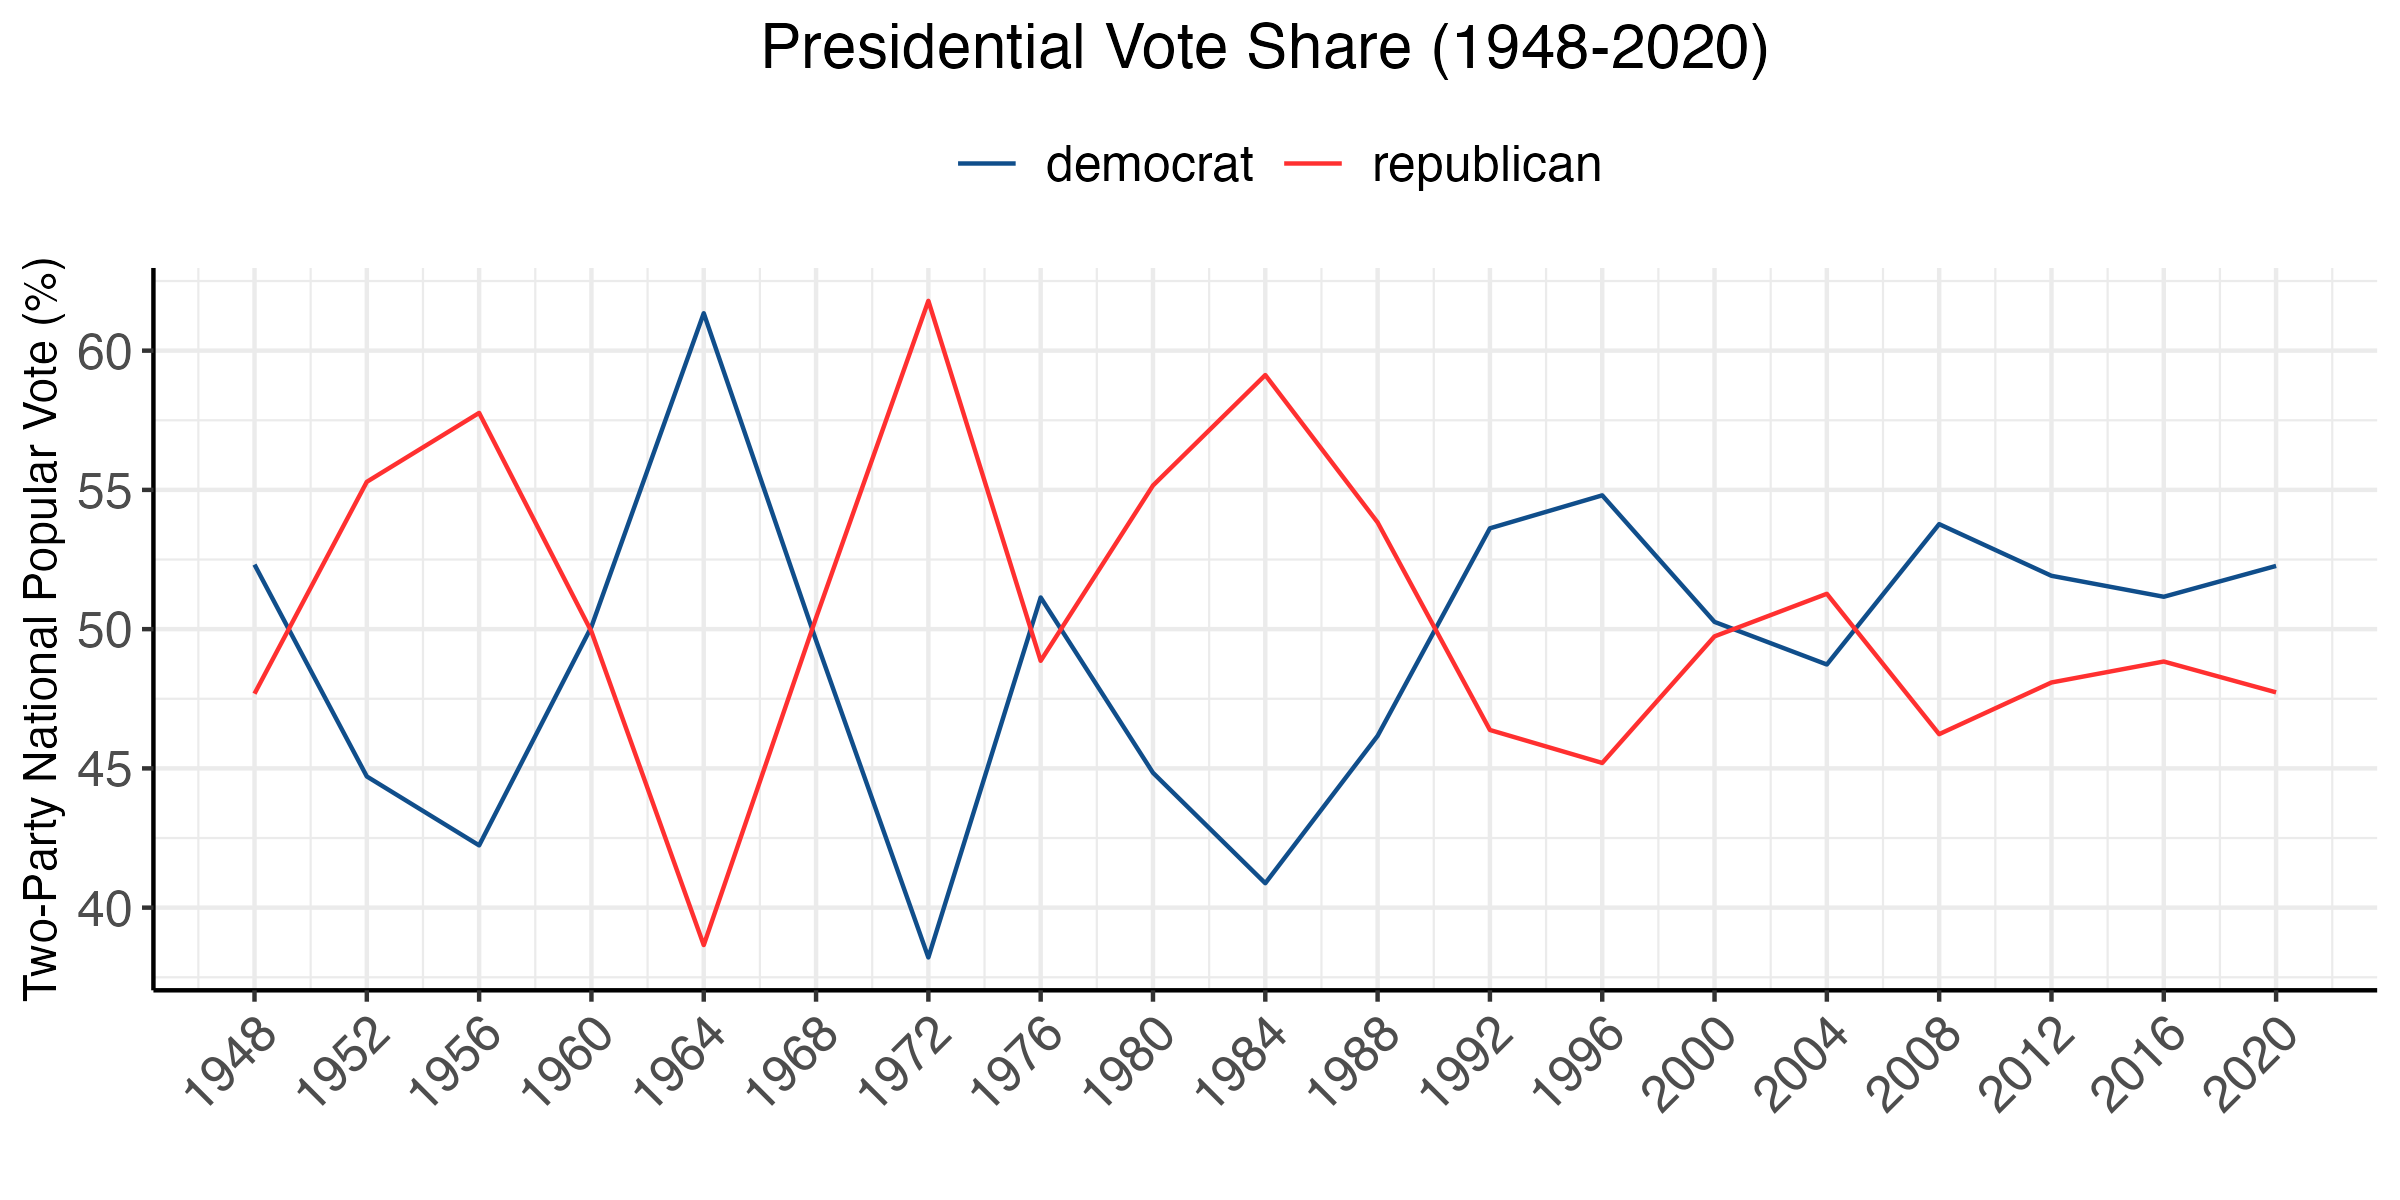 Presidential Vote Share (1948-2020)
democrat republican
Two-Party National Popular Vote (%)
60
55
50
45
40
1948 1952 1956 1960 1964 1968 1972 1976 1980 1984 1988 1992 1996 2000 2004 2008 2012 2016 2020